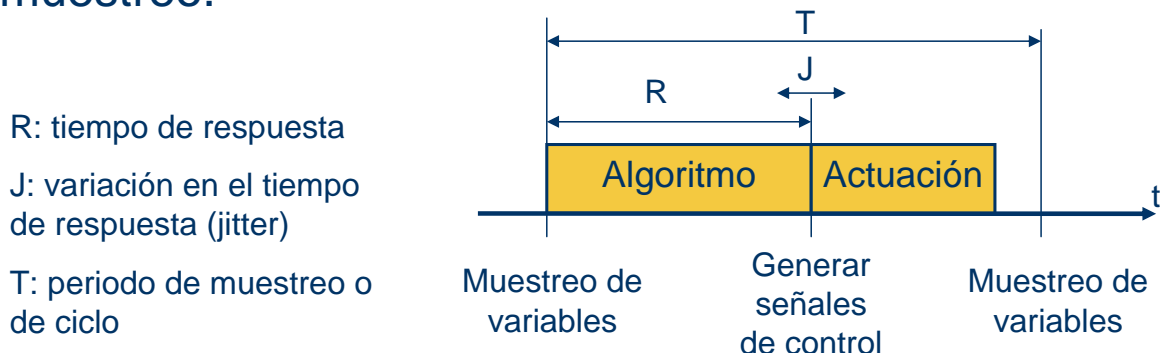 muestreo:
R: tiempo de respuesta
J: variación en el tiempo
de respuesta (jitter)
T: periodo de muestreo o
de ciclo
T
J
R
Algoritmo
Actuación
t
Muestreo de
variables
Generar
señales
de control
Muestreo de
variables